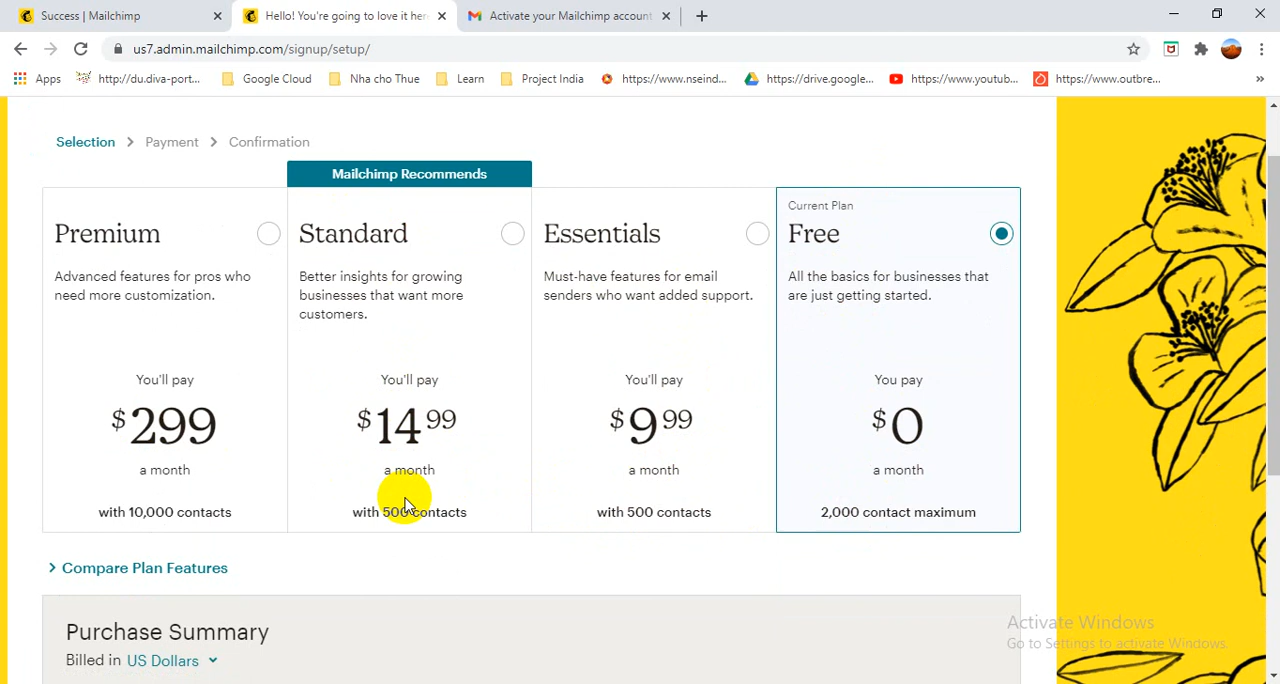 Success | Mailchimp
Hello! You're going to love it her
Activate your Mailchimp account
us7.admin.mailchimp.com/signup/setup/
Apps
http://du.diva-port...
Google Cloud
Nha cho Thue
Learn
Project India
https://www.nseind...
https://drive.google...
https://www.youtub...
https://www.outbre...
»
Selection > Payment > Confirmation
Mailchimp Recommends
Premium
Advanced features for pros who
need more customization.
You'll pay
$299
a month
with 10,000 contacts
Standard
Better insights for growing
businesses that want more
customers.
You'll pay
$14 99
a month
with 500 contacts
Essentials
Must-have features for email
senders who want added support.
You'll pay
$9 99
a month
with 500 contacts
Current Plan
Free
All the basics for businesses that
are just getting started.
You pay
$0
a month
2,000 contact maximum
> Compare Plan Features
Purchase Summary
Billed in US Dollars
Activate Windows
Go to Settings to activate Windows.